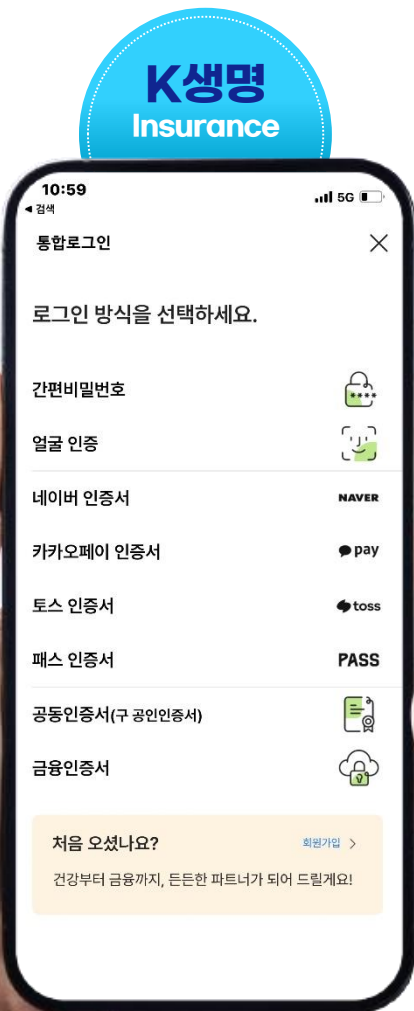 K생명
Insurance
10:59
5G
◀ 검색
통합로그인
로그인 방식을 선택하세요.
간편비밀번호
****
얼굴 인증
네이버 인증서 NAVER
카카오페이 인증서 pay
토스 인증서 toss
패스 인증서 PASS
공동인증서(구 공인인증서)
금융인증서
처음 오셨나요? 회원가입 >
건강부터 금융까지, 든든한 파트너가 되어 드릴게요!